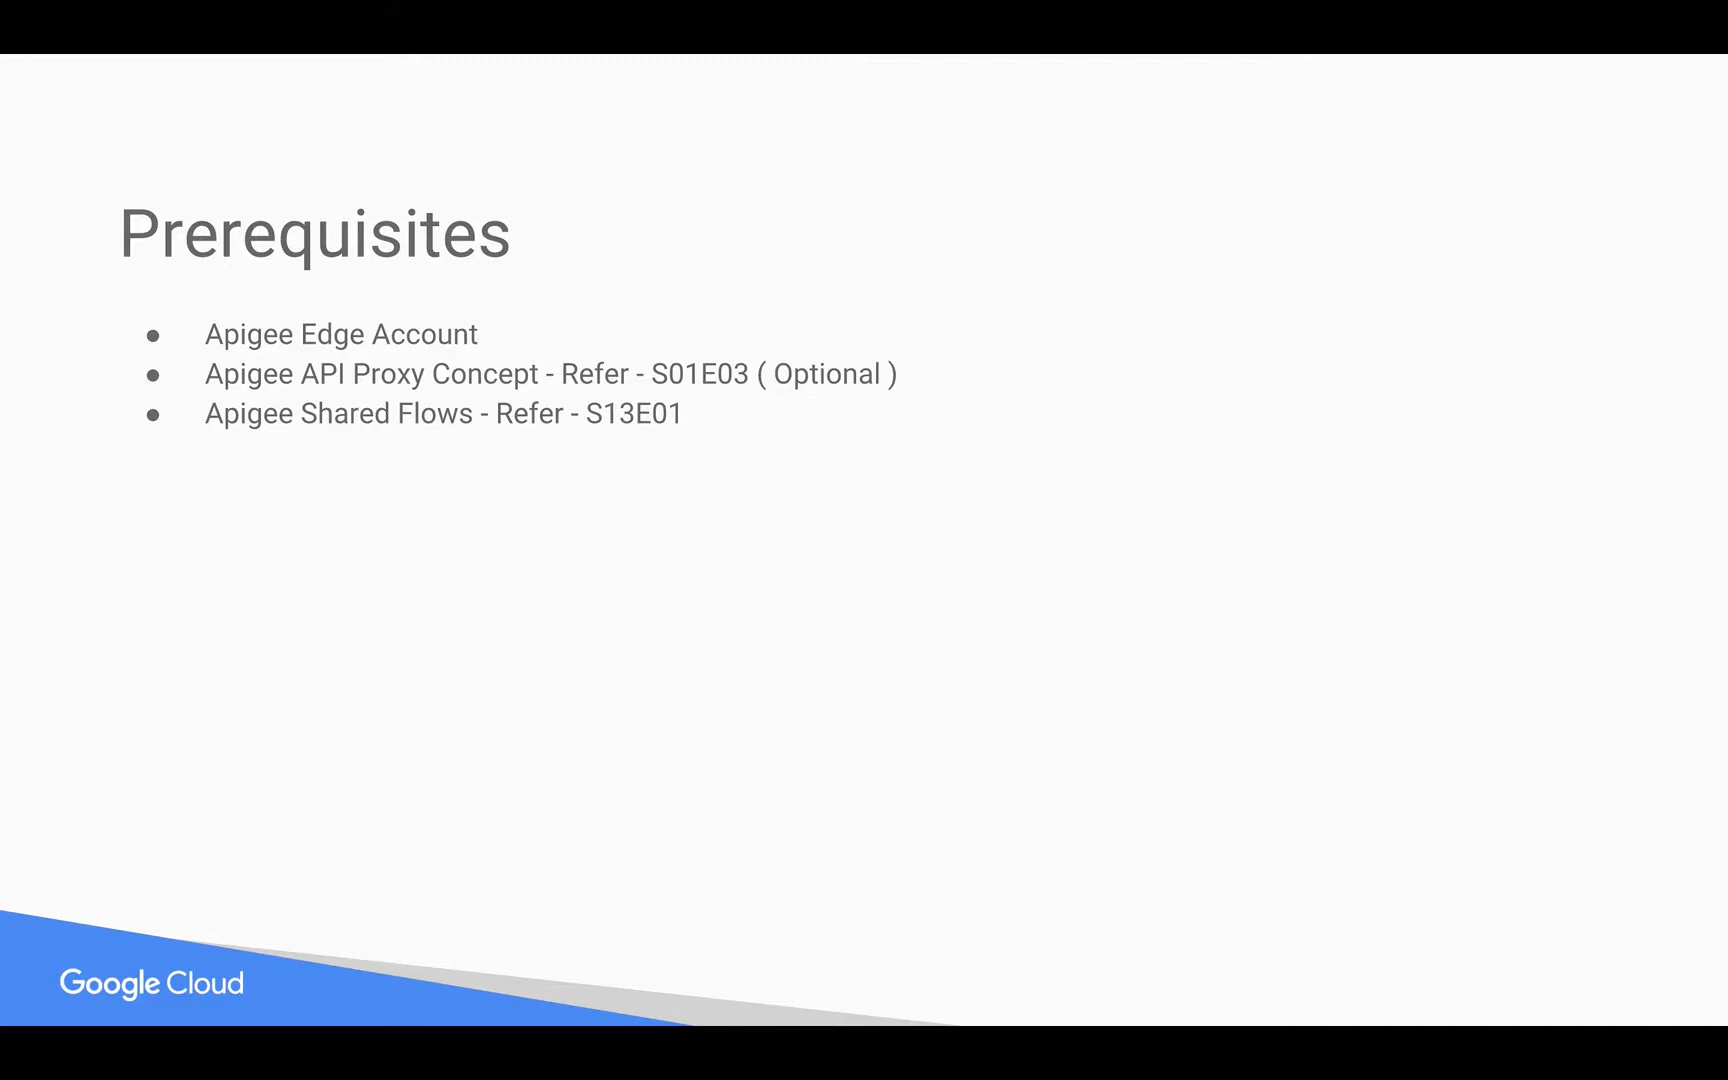 Prerequisites
● Apigee Edge Account
● Apigee API Proxy Concept - Refer - S01E03 ( Optional )
● Apigee Shared Flows - Refer - S13E01
Google Cloud